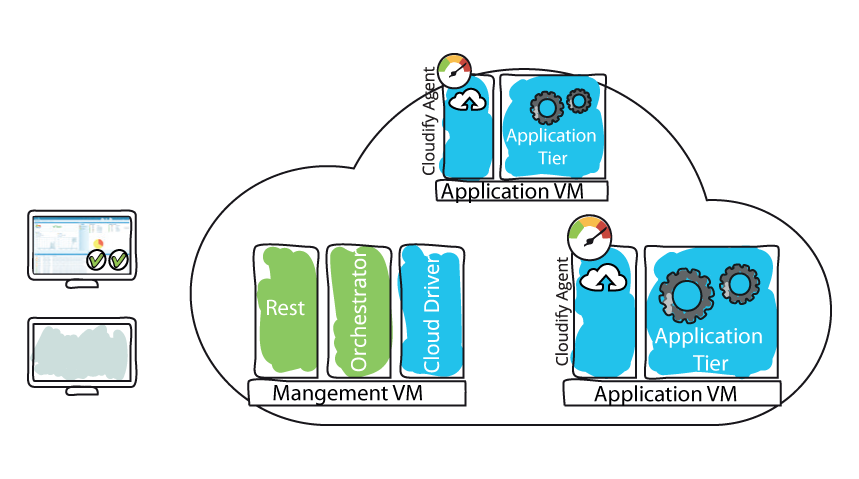 Cloudify Agent
Application
Tier
Application VM
Rest
Orchestrator
Cloud Driver
Mangement VM
Cloudify Agent
Application
Tier
Application VM